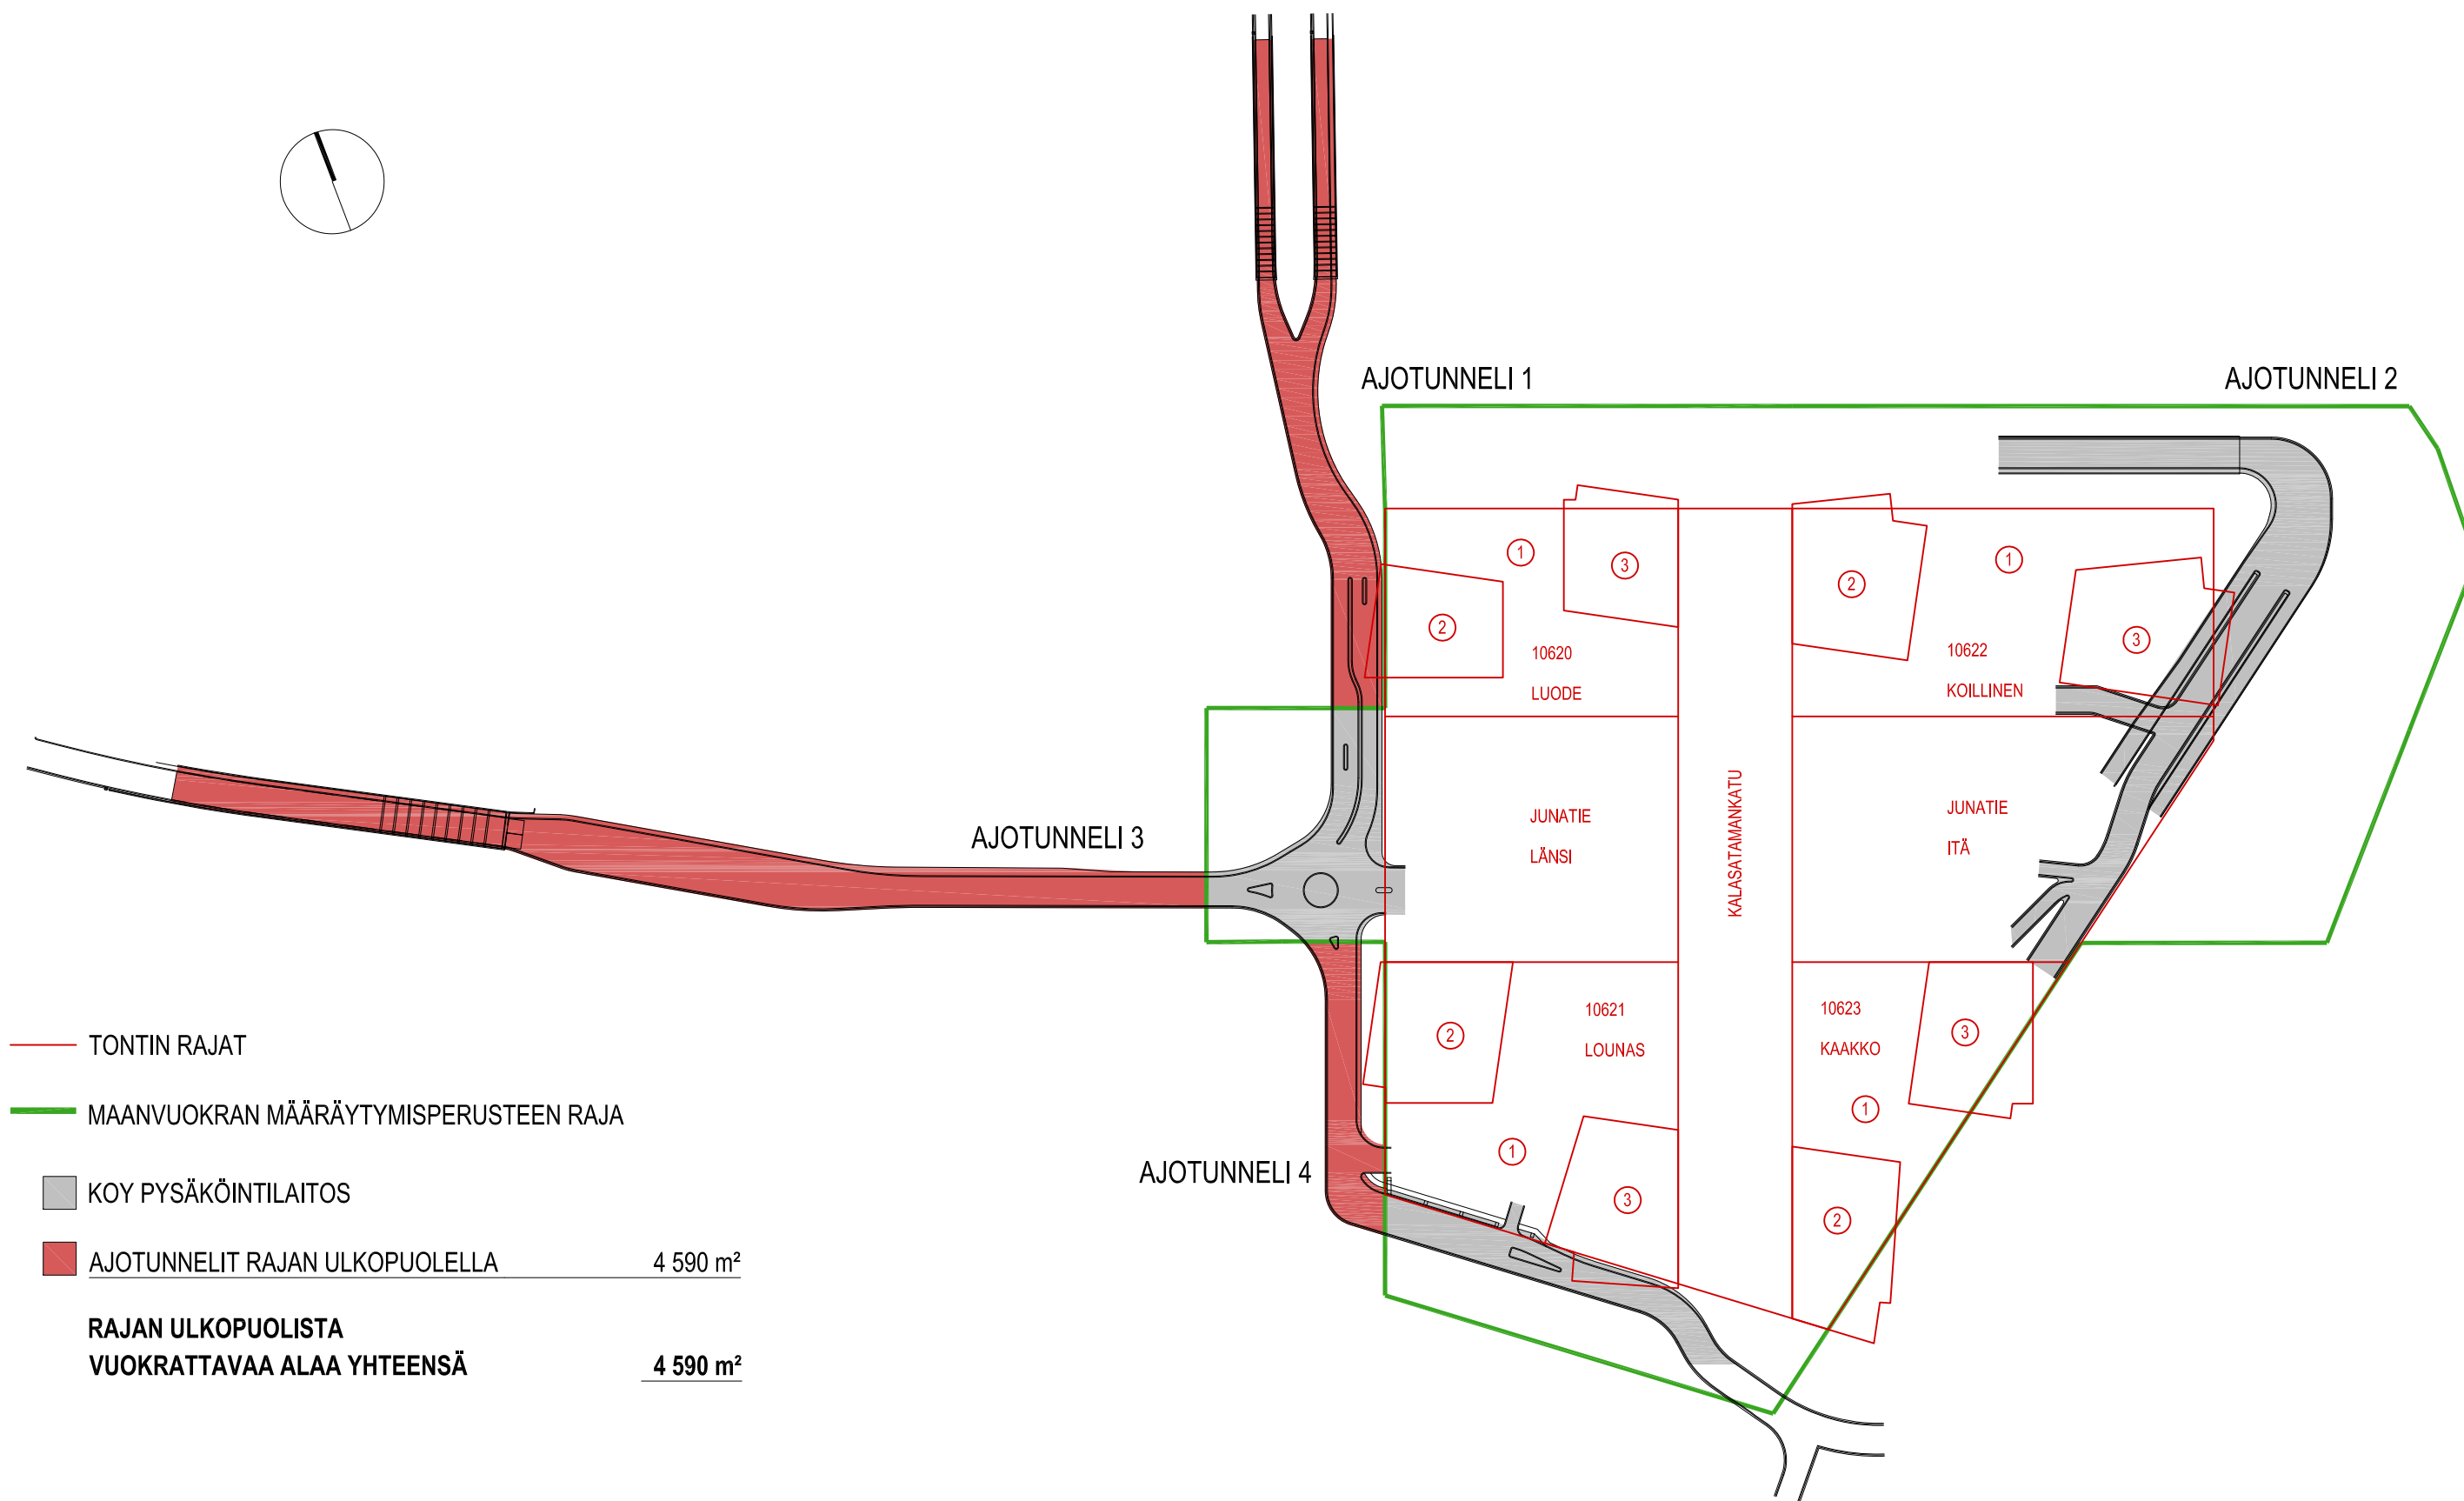 AJOTUNNELI 1
AJOTUNNELI 2
1
3
2
10620
LUODE
2
1
3
10622
KOILLINEN
AJOTUNNELI 3
JUNATIE
LÄNSI
KALASATAMANKATU
JUNATIE
ITÄ
2
10621
LOUNAS
1
3
10623
KAAKKO
3
1
2
AJOTUNNELI 4
TONTIN RAJAT
MAANVUOKRAN MÄÄRÄYTYMISPERUSTEEN RAJA
KOY PYSÄKÖINTILAITOS
AJOTUNNELIT RAJAN ULKOPUOLELLA 4 590 m²
RAJAN ULKOPUOLISTA
VUOKRATTAVAA ALAA YHTEENSÄ 4 590 m²